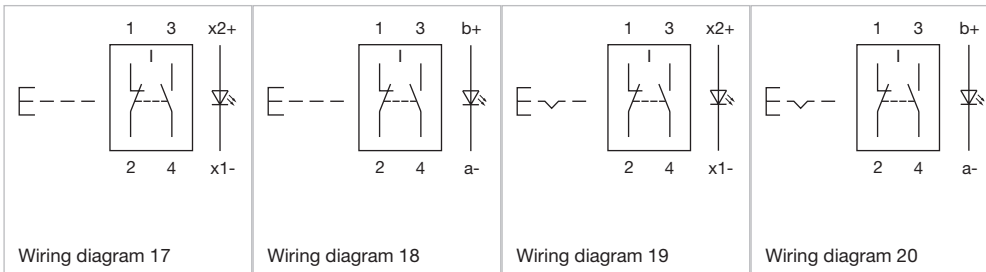 1 3 x2+
I
2 4 x1-
Wiring diagram 17
1 3 b+
I
2 4 a-
Wiring diagram 18
1 3 x2+
I
2 4 x1-
Wiring diagram 19
1 3 b+
I
2 4 a-
Wiring diagram 20